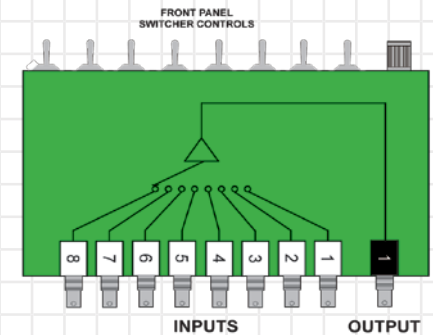 FRONT PANEL
SWITCHER CONTROLS
8 7 6 5 4 3 2 1 1
INPUTS OUTPUT